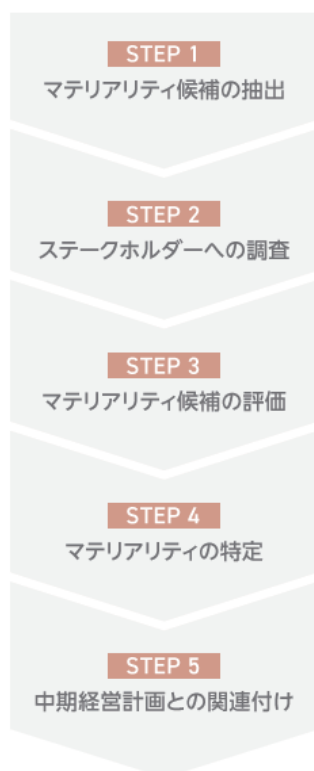 STEP 1
マテリアリティ候補の抽出
STEP 2
ステークホルダーへの調査
STEP 3
マテリアリティ候補の評価
STEP 4
マテリアリティの特定
STEP 5
中期経営計画との関連付け